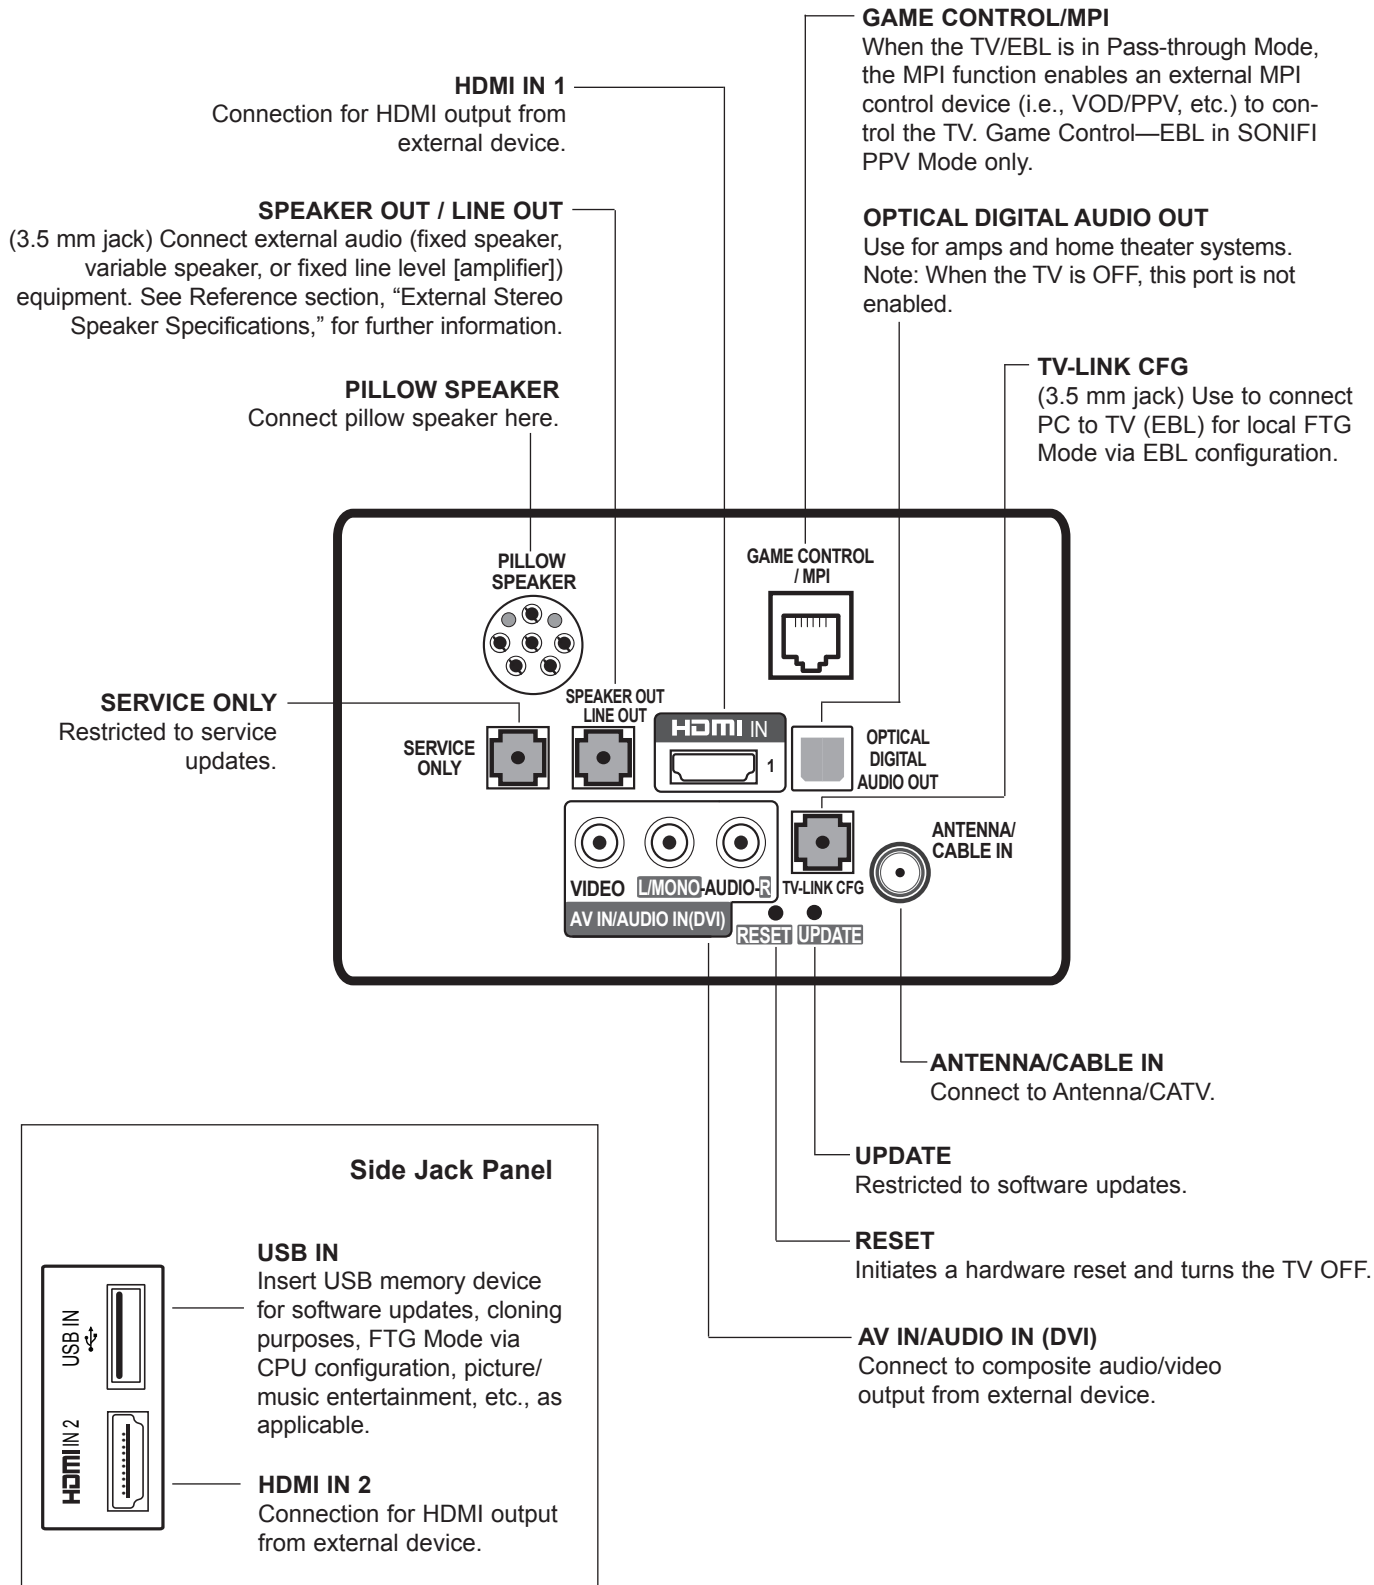 GAME CONTROL/MPI
When the TV/EBL is in Pass-through Mode,
the MPI function enables an external MPI
control device (i.e., VOD/PPV, etc.) to con-
trol the TV. Game Control—EBL in SONIFI
PPV Mode only.
HDMI IN 1
Connection for HDMI output from
external device.
SPEAKER OUT / LINE OUT
(3.5 mm jack) Connect external audio (fixed speaker,
variable speaker, or fixed line level [amplifier])
equipment. See Reference section, “External Stereo
Speaker Specifications,” for further information.
OPTICAL DIGITAL AUDIO OUT
Use for amps and home theater systems.
Note: When the TV is OFF, this port is not
enabled.
PILLOW SPEAKER
Connect pillow speaker here.
TV-LINK CFG
(3.5 mm jack) Use to connect
PC to TV (EBL) for local FTG
Mode via EBL configuration.
PILLOW
SPEAKER
GAME CONTROL
/ MPI
SERVICE ONLY
Restricted to service
updates.
SERVICE
ONLY
SPEAKER OUT
LINE OUT
HDMI IN
1
OPTICAL
DIGITAL
AUDIO OUT
ANTENNA/
CABLE IN
VIDEO L/MONO-AUDIO-R
TV-LINK CFG
AV IN/AUDIO IN(DVI)
RESET UPDATE
ANTENNA/CABLE IN
Connect to Antenna/CATV.
UPDATE
Restricted to software updates.
RESET
Initiates a hardware reset and turns the TV OFF.
AV IN/AUDIO IN (DVI)
Connect to composite audio/video
output from external device.
Side Jack Panel
USB IN
USB IN
Insert USB memory device
for software updates, cloning
purposes, FTG Mode via
CPU configuration, picture/
music entertainment, etc., as
applicable.
HDMI IN 2
HDMI IN 2
Connection for HDMI output
from external device.